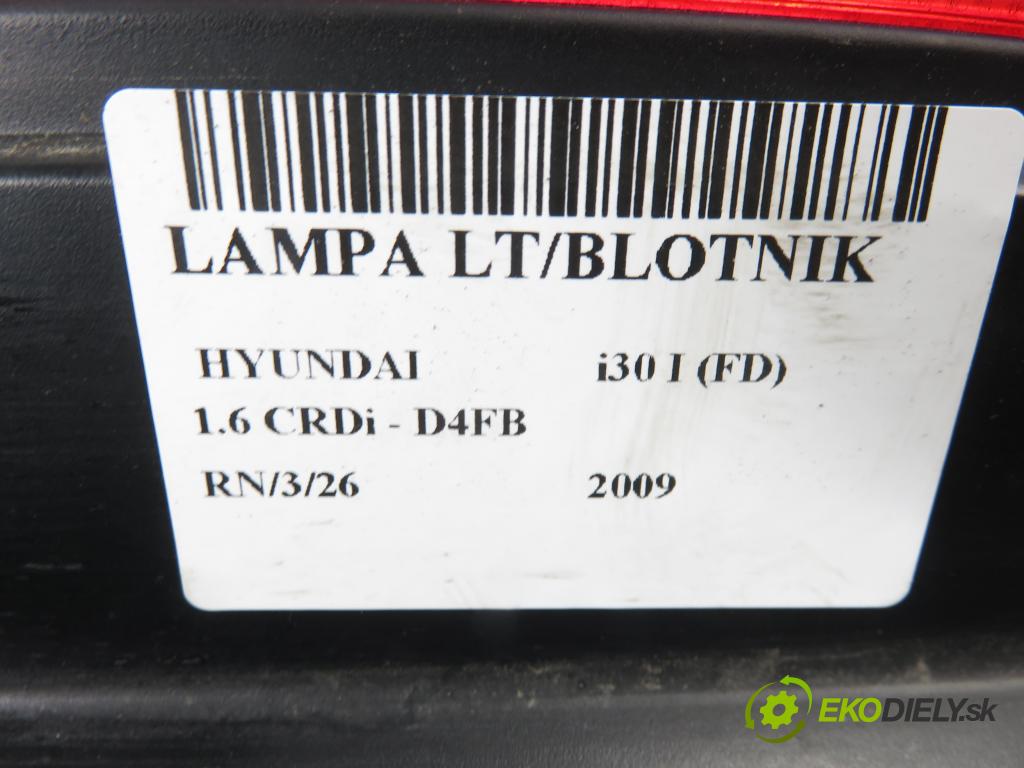 LAMPA LT/BLOTNIK
HYUNDAI i30 I (FD)
1.6 CRDi - D4FB
RN/3/26 2009
EKODIELY.sk